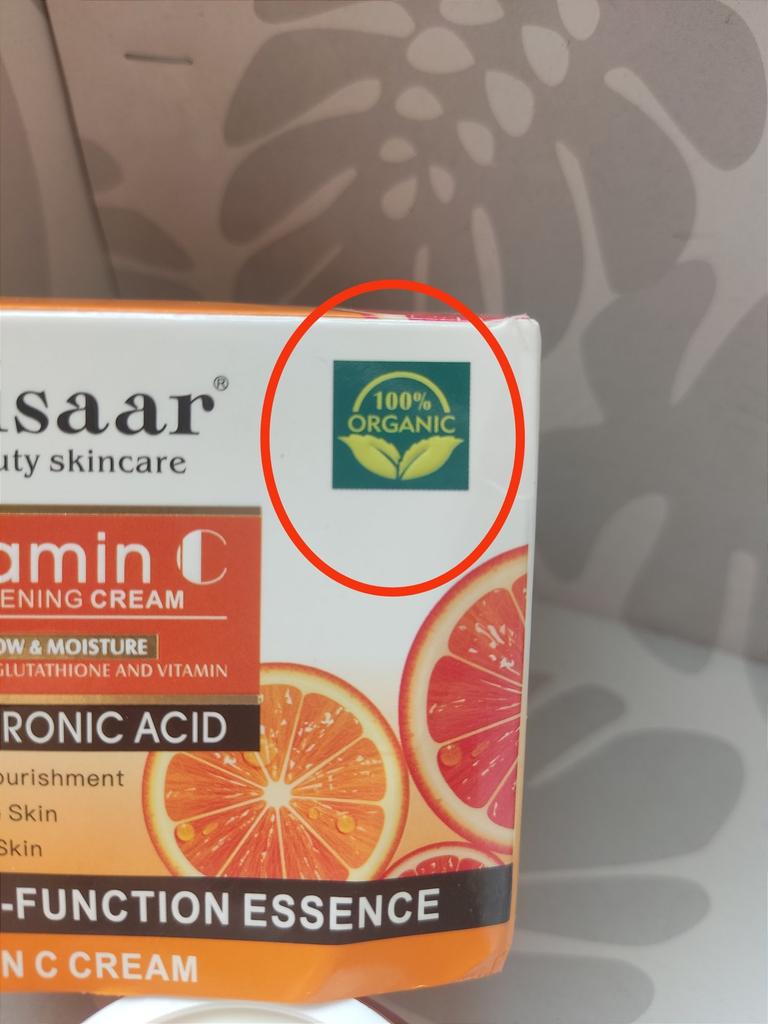 isaar®
uty skincare
100%
ORGANIC
amin C
ENING CREAM
OW & MOISTURE
GLUTATHIONE AND VITAMIN
RONIC ACID
ourishment
Skin
Skin
-FUNCTION ESSENCE
N C CREAM